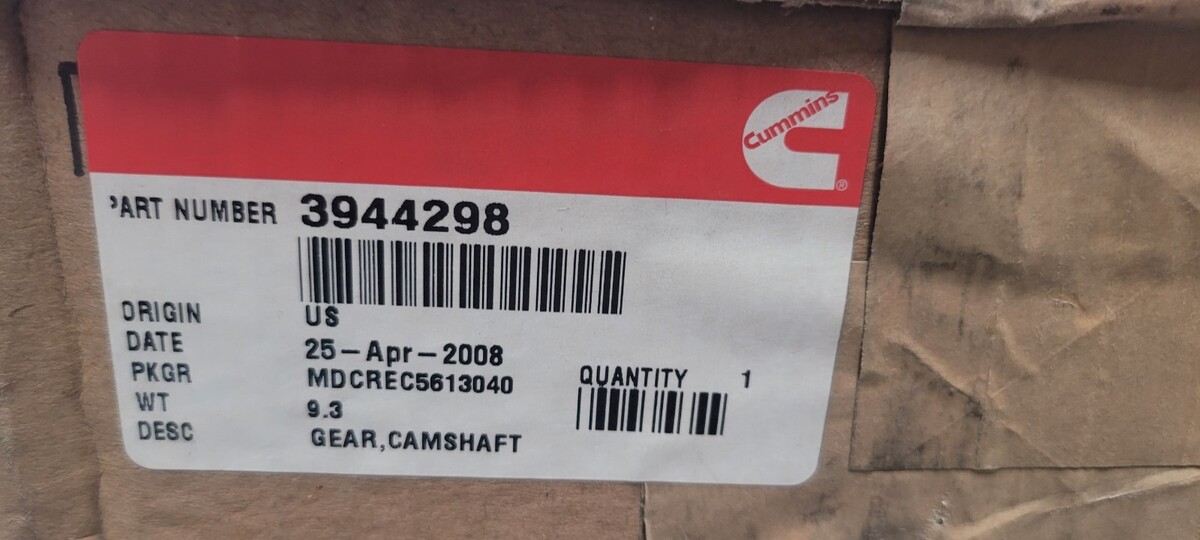 Cummins
®
'ART NUMBER 3944298
ORIGIN US
DATE 25-Apr-2008
PKGR MDCREC5613040
QUANTITY 1
WT 9.3
DESC GEAR,CAMSHAFT